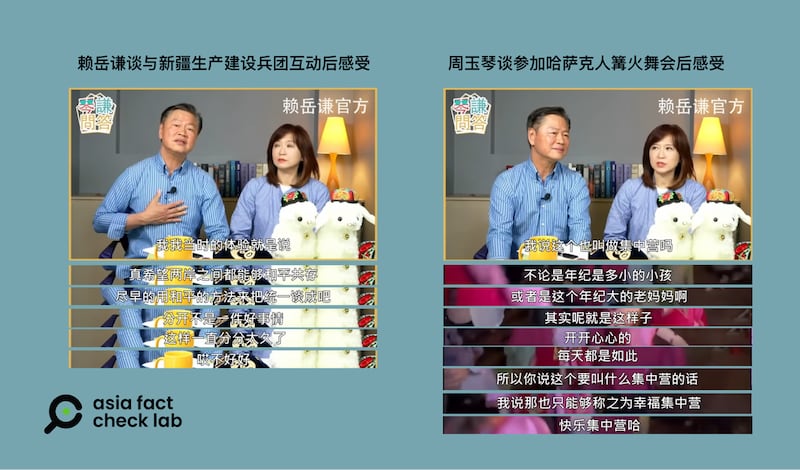 赖岳谦谈与新疆生产建设兵团互动后感受
琴謙
問答
赖岳谦官方
我我当时的体验就是说
真希望两岸之间都能够和平共存
尽早的用和平的方法来把统一谈成吧
分开不是一件好事情
这样一直分分太久了
哎不好好
周玉琴谈参加哈萨克人篝火舞会后感受
琴謙
問答
赖岳谦官方
我说这个也叫做集中营吗
不论是年纪是多小的小孩
或者是这个年纪大的老妈妈啊
其实呢就是这样子
开开心心的
每天都是如此
所以你说这个要叫什么集中营的话
我说那也只能够称之为幸福集中营
快乐集中营哈
asia fact
check lab